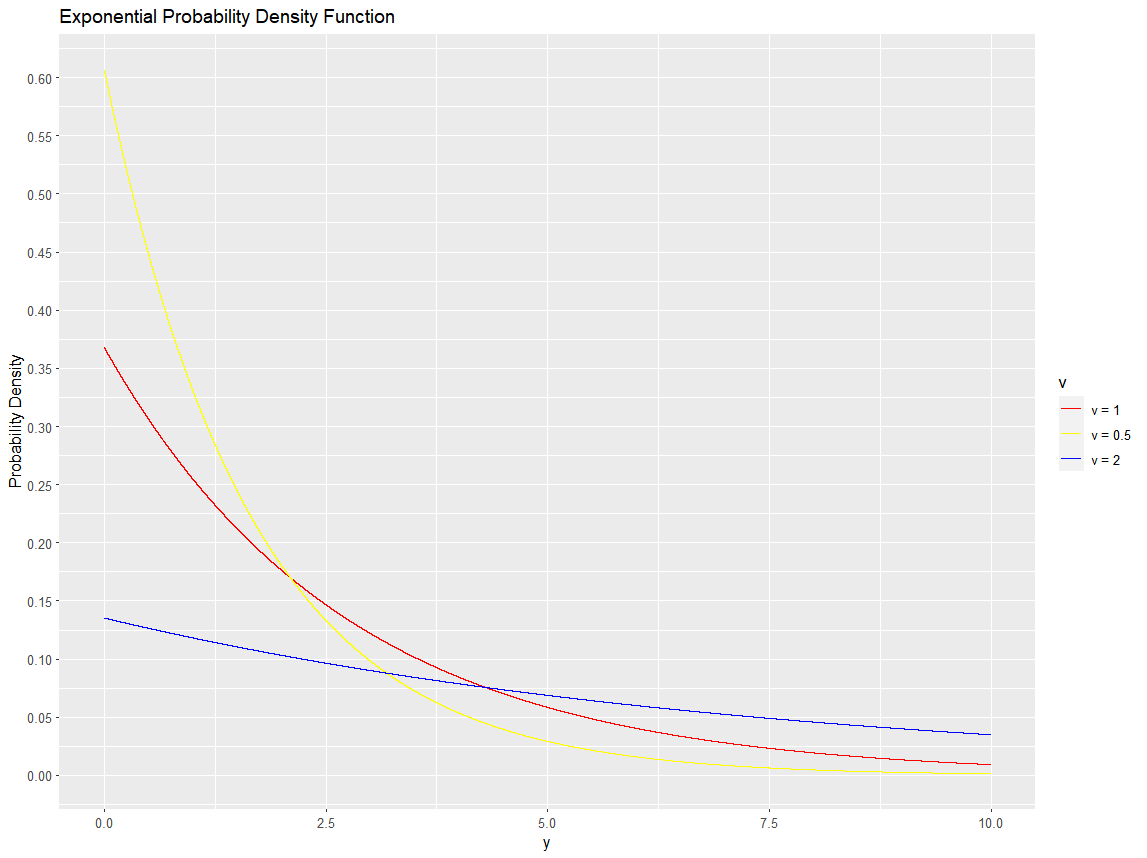 Exponential Probability Density Function
0.60
0.55
0.50
0.45
0.40
0.35
0.30
0.25
0.20
0.15
0.10
0.05
0.00
Probability Density
0.0 2.5 5.0 7.5 10.0
y
v
v = 1
v = 0.5
v = 2